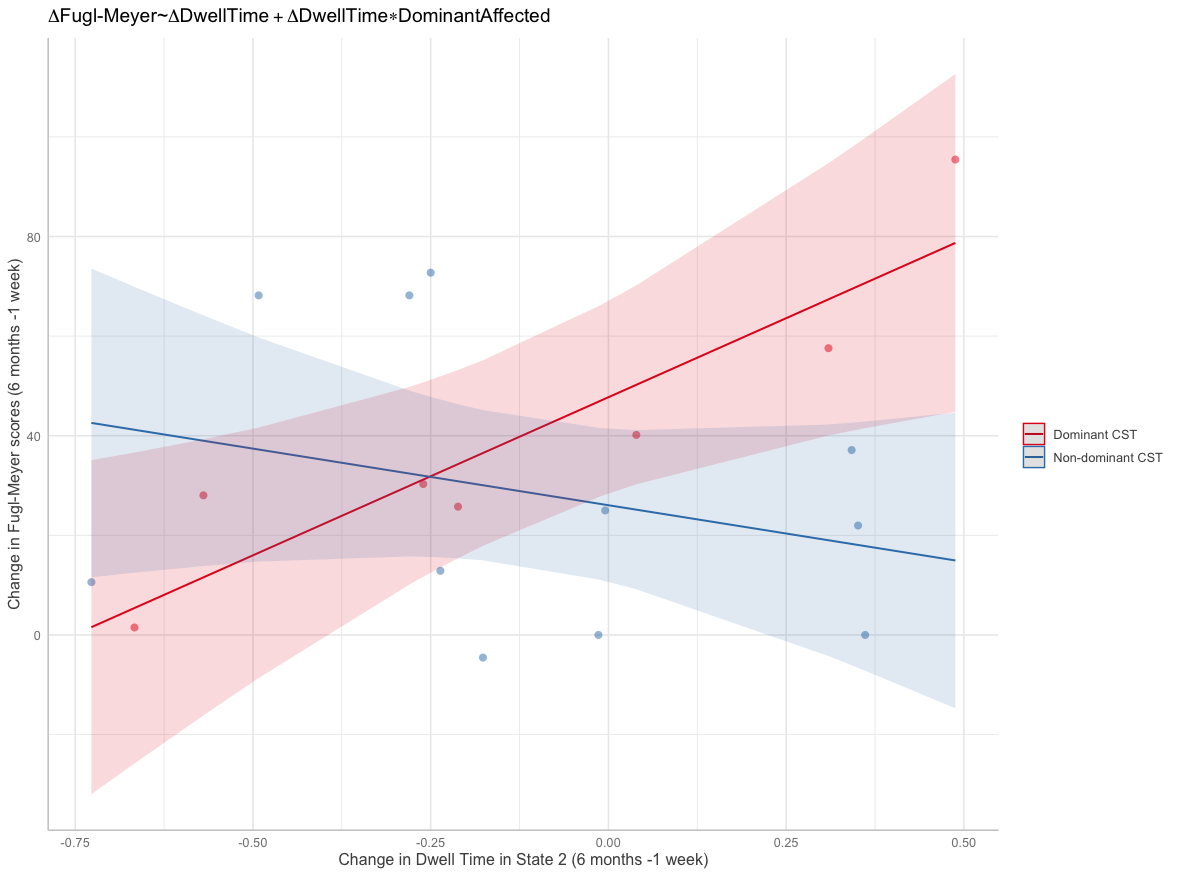 ΔFugl-Meyer~ΔDwellTime + ΔDwellTime*DominantAffected
Change in Fugl-Meyer scores (6 months -1 week)
80
40
0
-0.75
-0.50
-0.25
0.00
0.25
0.50
Change in Dwell Time in State 2 (6 months -1 week)
Dominant CST
Non-dominant CST